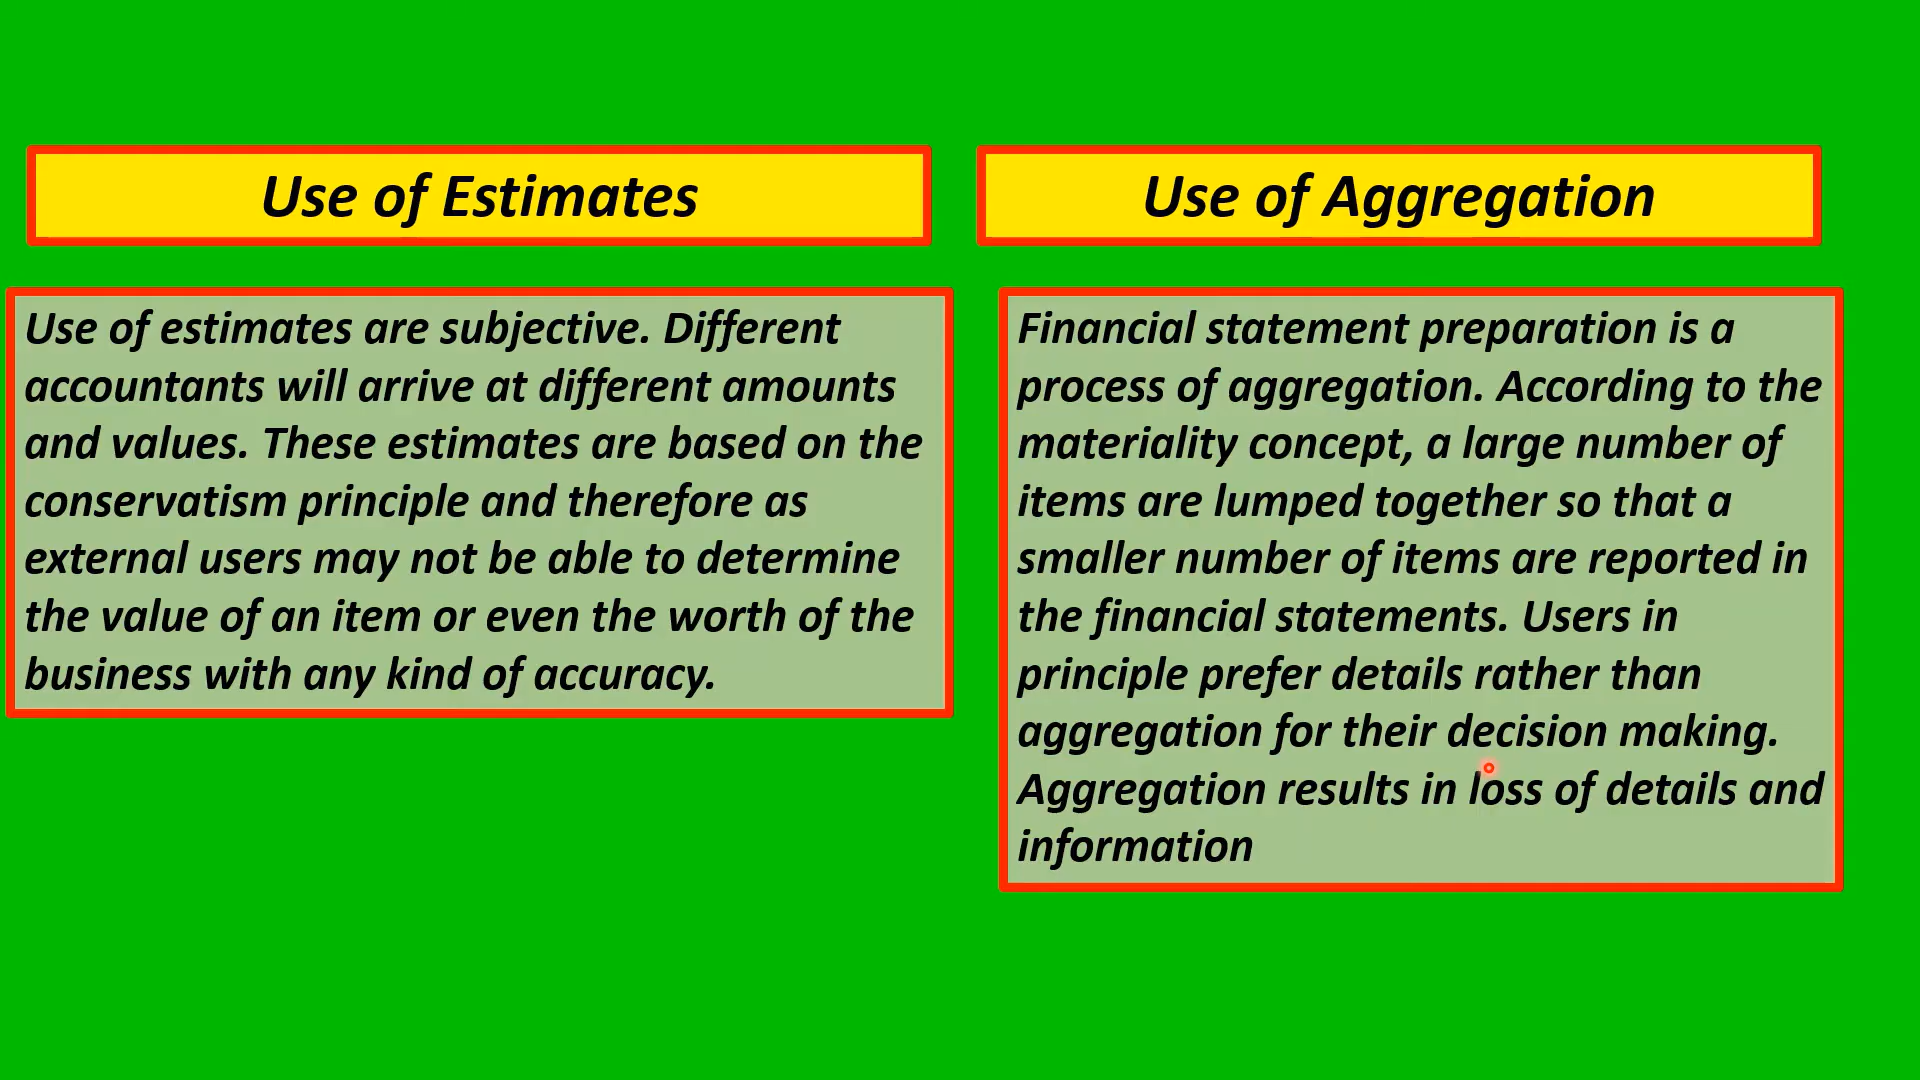 Use of Estimates
Use of estimates are subjective. Different
accountants will arrive at different amounts
and values. These estimates are based on the
conservatism principle and therefore as
external users may not be able to determine
the value of an item or even the worth of the
business with any kind of accuracy.
Use of Aggregation
Financial statement preparation is a
process of aggregation. According to the
materiality concept, a large number of
items are lumped together so that a
smaller number of items are reported in
the financial statements. Users in
principle prefer details rather than
aggregation for their decision making.
Aggregation results in loss of details and
information